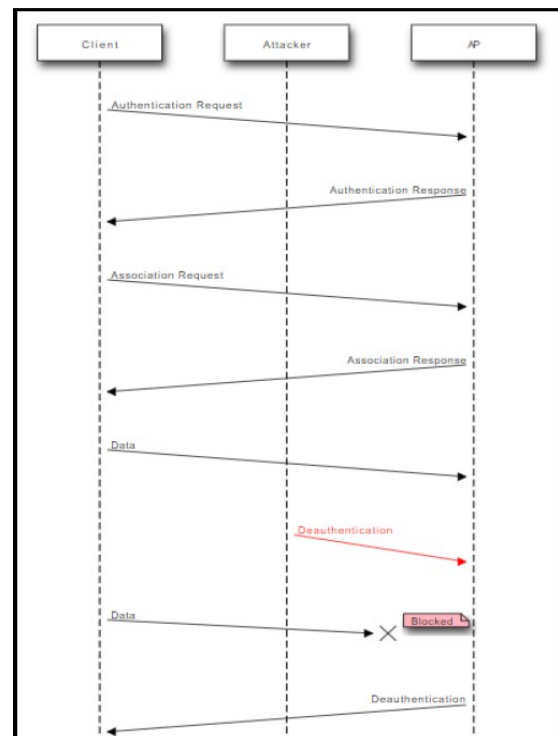 Client Attacker AP
Authentication Request
Authentication Response
Association Request
Association Response
Data
Deauthentication
Data
Blocked
Deauthentication